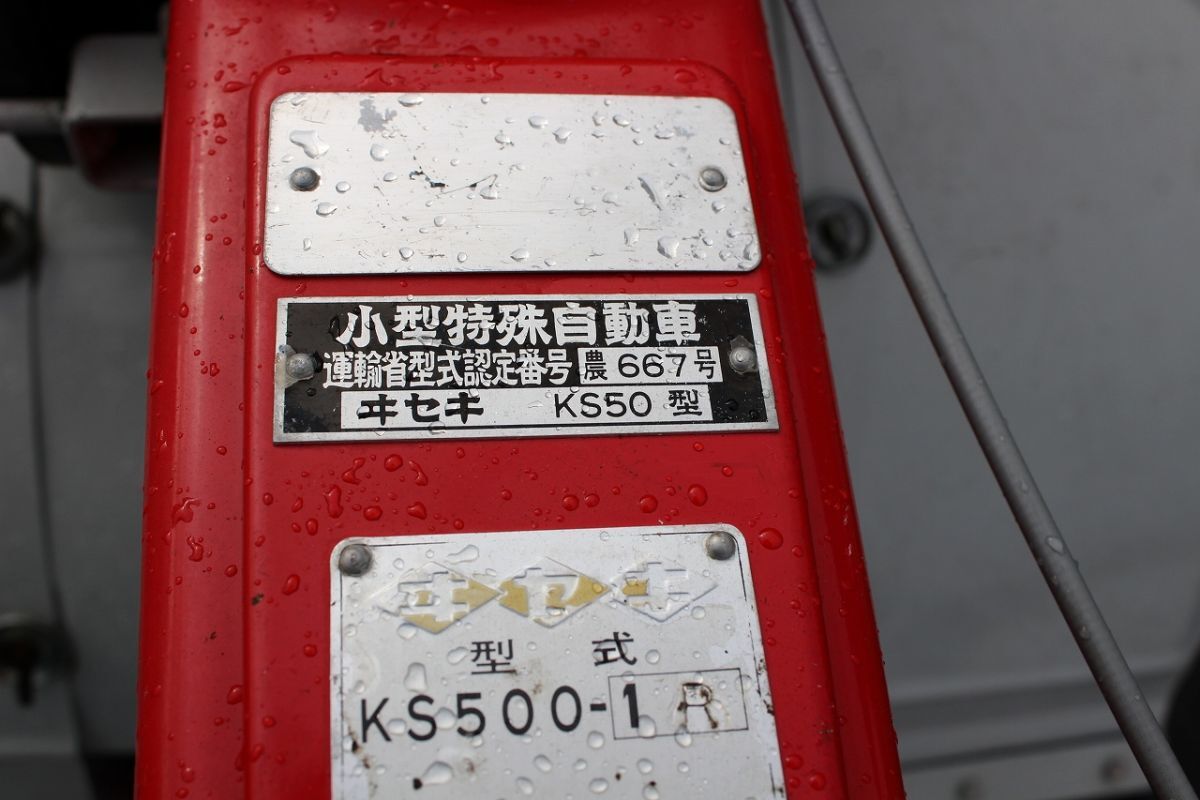 小型特殊自動車
運輸省型式認定番号 農 667号
ヰセキ KS50 型
ヰセキ
型 式
KS500-1 R